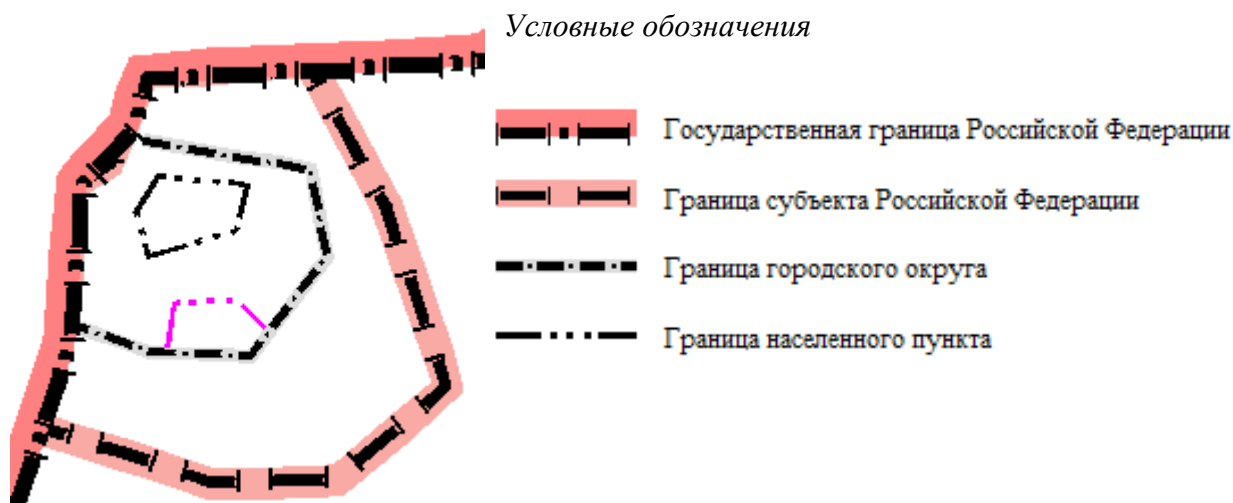 Условные обозначения
Государственная граница Российской Федерации
Граница субъекта Российской Федерации
Граница городского округа
Граница населенного пункта